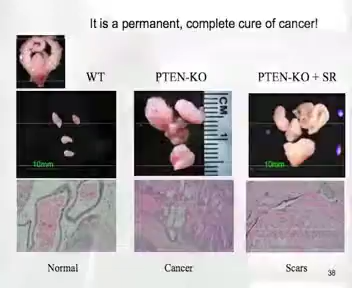 It is a permanent, complete cure of cancer!
WT
PTEN-KO
PTEN-KO + SR
CM
1
10mm
10mm
Normal
Cancer
Scars
38